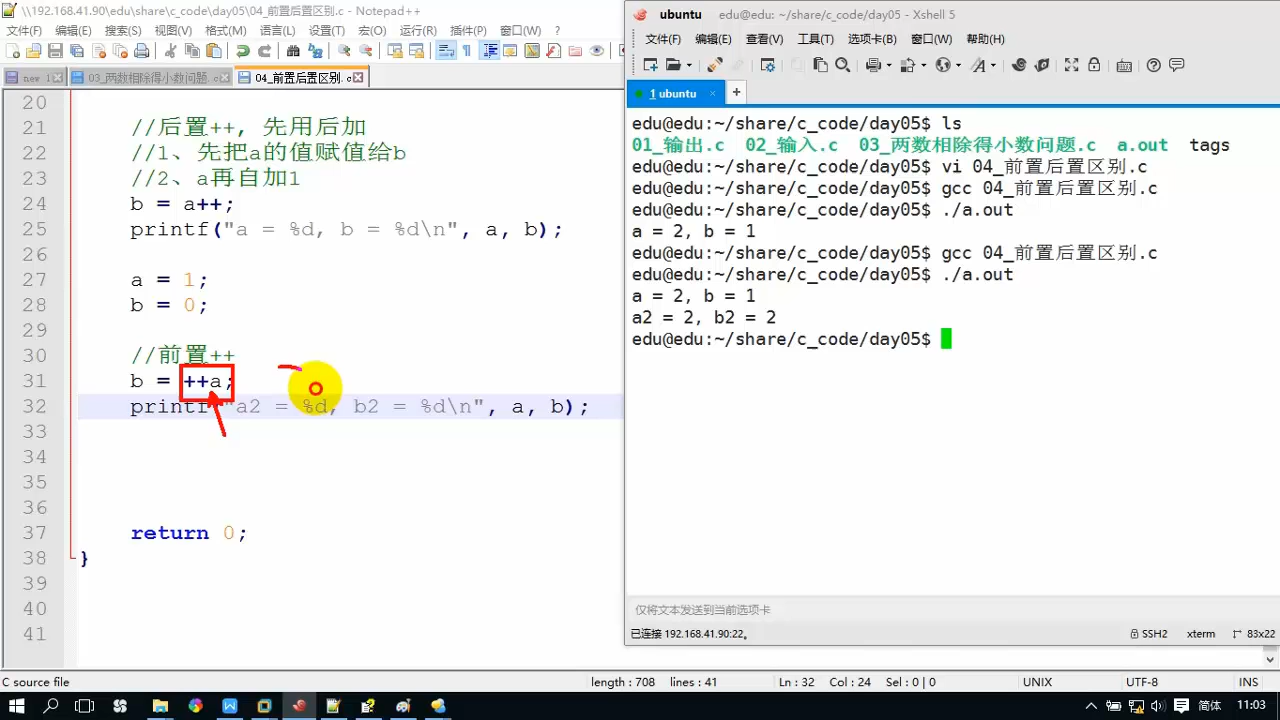 \\192.168.41.90\edu\share\c_code\day05\04_前置后置区别.c - Notepad++
文件(F) 编辑(E) 搜索(S) 视图(V) 格式(M) 语言(L) 设置(T) 宏(O) 运行(R) 插件(P) 窗口(W) ?
new 1 03_两数相除得小数问题.c 04_前置后置区别.c
20
21 //后置++, 先用后加
22 //1、先把a的值赋值给b
23 //2、a再自加1
24 b = a++;
25 printf("a = %d, b = %d\n", a, b);
26
27 a = 1;
28 b = 0;
29
30 //前置++
31 b = ++a;
32 printf("a2 = %d, b2 = %d\n", a, b);
33
34
35
36
37 return 0;
38 }
39
40
41
C source file length : 708 lines : 41 Ln : 32 Col : 24 Sel : 0 | 0 UNIX UTF-8 INS
ubuntu edu@edu: ~/share/c_code/day05 - Xshell 5
文件(F) 编辑(E) 查看(V) 工具(T) 选项卡(B) 窗口(W) 帮助(H)
1 ubuntu × +
edu@edu:~/share/c_code/day05$ ls
01_输出.c 02_输入.c 03_两数相除得小数问题.c a.out tags
edu@edu:~/share/c_code/day05$ vi 04_前置后置区别.c
edu@edu:~/share/c_code/day05$ gcc 04_前置后置区别.c
edu@edu:~/share/c_code/day05$ ./a.out
a = 2, b = 1
edu@edu:~/share/c_code/day05$ gcc 04_前置后置区别.c
edu@edu:~/share/c_code/day05$ ./a.out
a = 2, b = 1
a2 = 2, b2 = 2
edu@edu:~/share/c_code/day05$
仅将文本发送到当前选项卡
已连接 192.168.41.90:22。 SSH2 xterm 83x22
简体 11:03